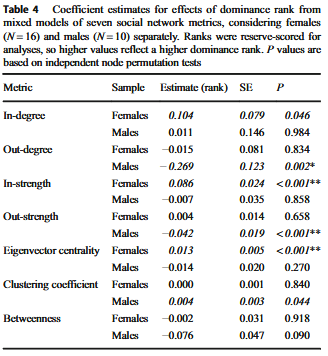 Table 4 Coefficient estimates for effects of dominance rank from
mixed models of seven social network metrics, considering females
(N = 16) and males (N = 10) separately. Ranks were reserve-scored for
analyses, so higher values reflect a higher dominance rank. P values are
based on independent node permutation tests
Metric Sample Estimate (rank) SE P
In-degree Females 0.104 0.079 0.046
Males 0.011 0.146 0.984
Out-degree Females −0.015 0.081 0.834
Males −0.269 0.123 0.002*
In-strength Females 0.086 0.024 <0.001**
Males −0.007 0.035 0.858
Out-strength Females 0.004 0.014 0.658
Males −0.042 0.019 <0.001**
Eigenvector centrality Females 0.013 0.005 <0.001**
Males −0.014 0.020 0.270
Clustering coefficient Females 0.000 0.001 0.840
Males 0.004 0.003 0.044
Betweenness Females −0.002 0.031 0.918
Males −0.076 0.047 0.090